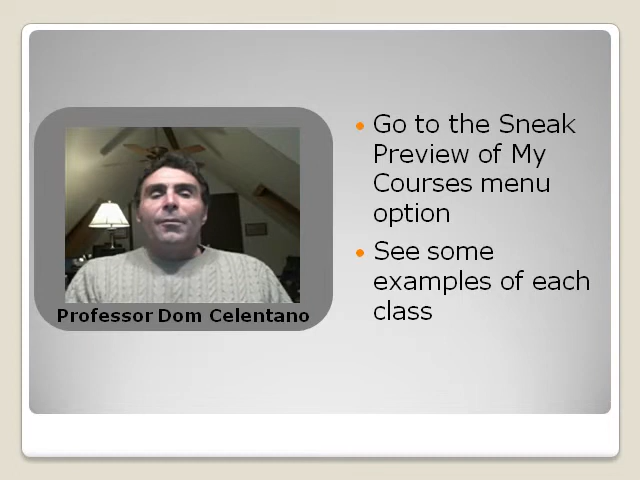 Go to the Sneak
Preview of My
Courses menu
option
See some
examples of each
class
Professor Dom Celentano